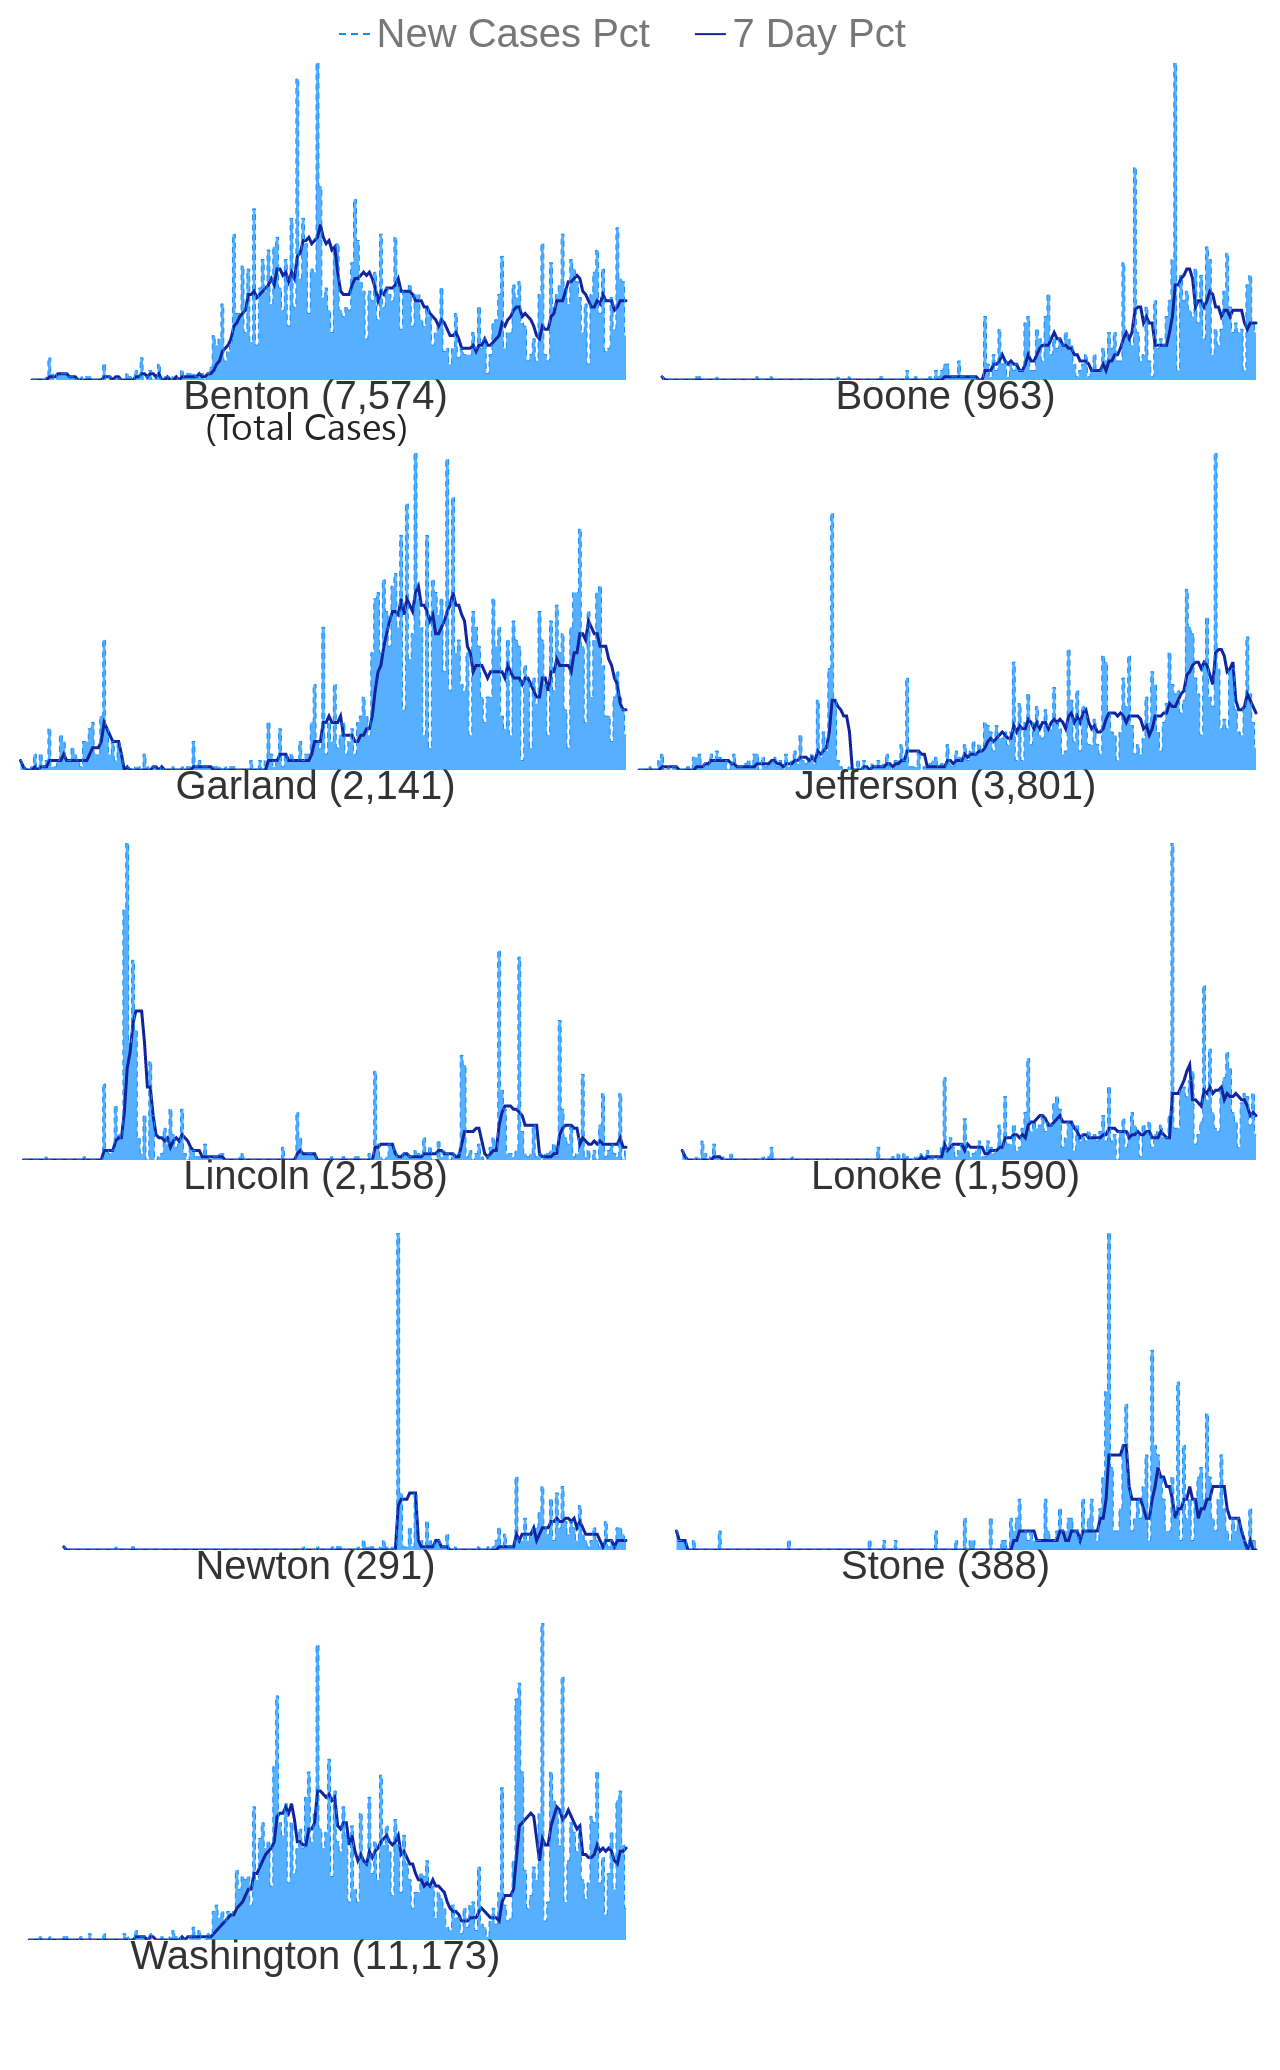 New Cases Pct 7 Day Pct
Benton (7,574)
(Total Cases)
Boone (963)
Garland (2,141)
Jefferson (3,801)
Lincoln (2,158)
Lonoke (1,590)
Newton (291)
Stone (388)
Washington (11,173)